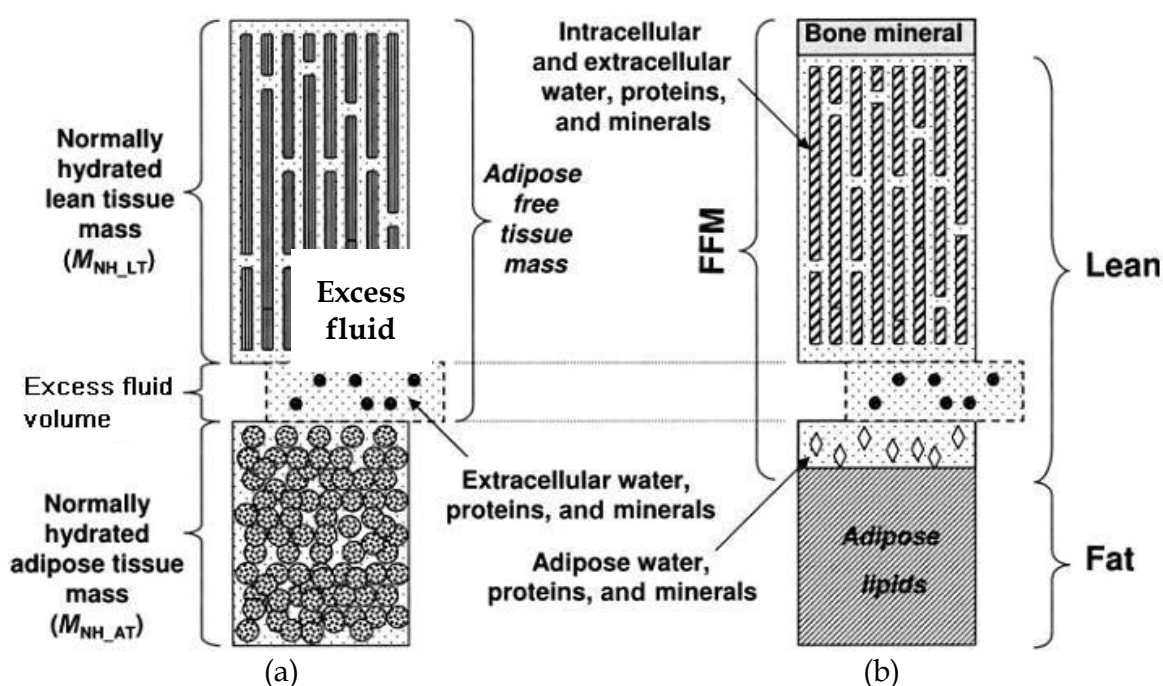 Normally
hydrated
lean tissue
mass
(M_NH_LT)
Excess fluid
volume
Normally
hydrated
adipose tissue
mass
(M_NH_AT)
Excess
fluid
Adipose
free
tissue
mass
Extracellular water,
proteins, and minerals
Adipose water,
proteins, and minerals
(a)
Intracellular
and extracellular
water, proteins,
and minerals
FFM
Bone mineral
Adipose
lipids
Lean
Fat
(b)